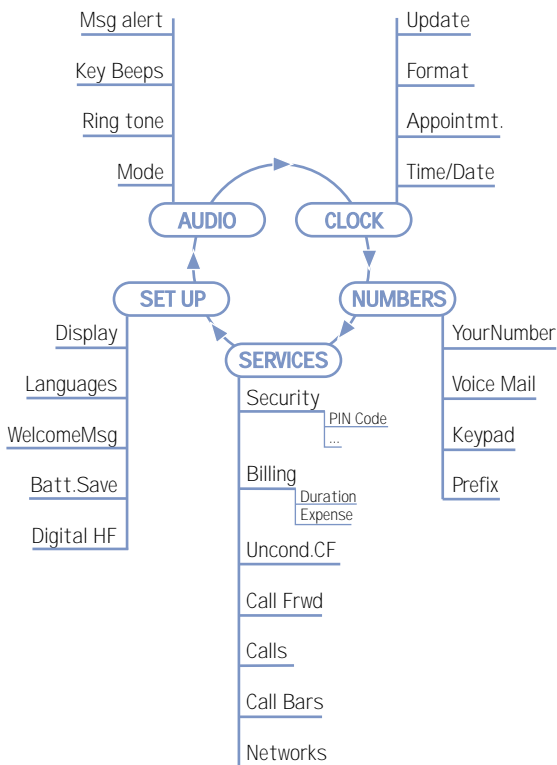 Msg alert
Key Beeps
Ring tone
Mode
AUDIO
Update
Format
Appointmt.
Time/Date
CLOCK
SET UP
Display
Languages
WelcomeMsg
Batt.Save
Digital HF
NUMBERS
YourNumber
Voice Mail
Keypad
Prefix
SERVICES
Security
PIN Code
...
Billing
Duration
Expense
Uncond.CF
Call Frwd
Calls
Call Bars
Networks